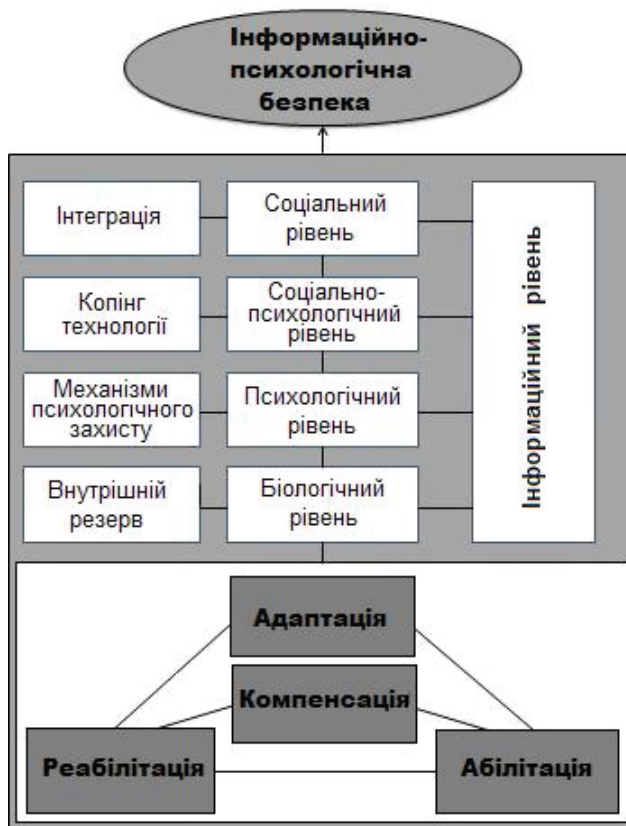 Інформаційно-
психологічна
безпека
Інтеграція
Соціальний
рівень
Копінг
технології
Соціально-
психологічний
рівень
Механізми
психологічного
захисту
Психологічний
рівень
Внутрішній
резерв
Біологічний
рівень
Інформаційний рівень
Адаптація
Компенсація
Реабілітація
Абілітація